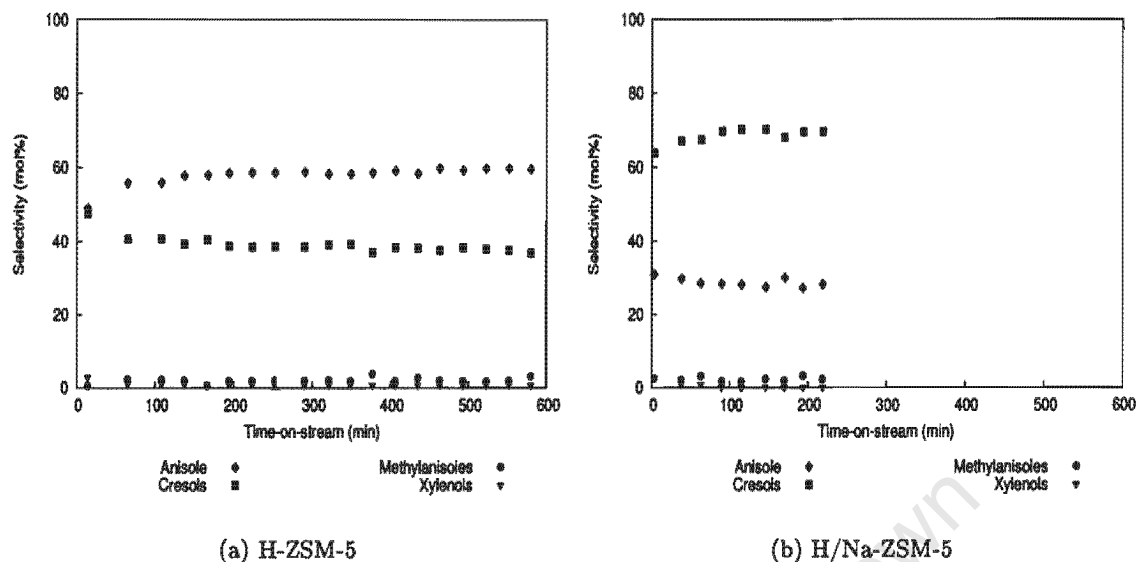 100
80
60
40
20
0
Selectivity (mol%)
0 100 200 300 400 500 600
Time-on-stream (min)
Anisole
Methylanisoles
Cresols
Xylenols
(a) H-ZSM-5
100
80
60
40
20
0
Selectivity (mol%)
0 100 200 300 400 500 600
Time-on-stream (min)
Anisole
Methylanisoles
Cresols
Xylenols
(b) H/Na-ZSM-5